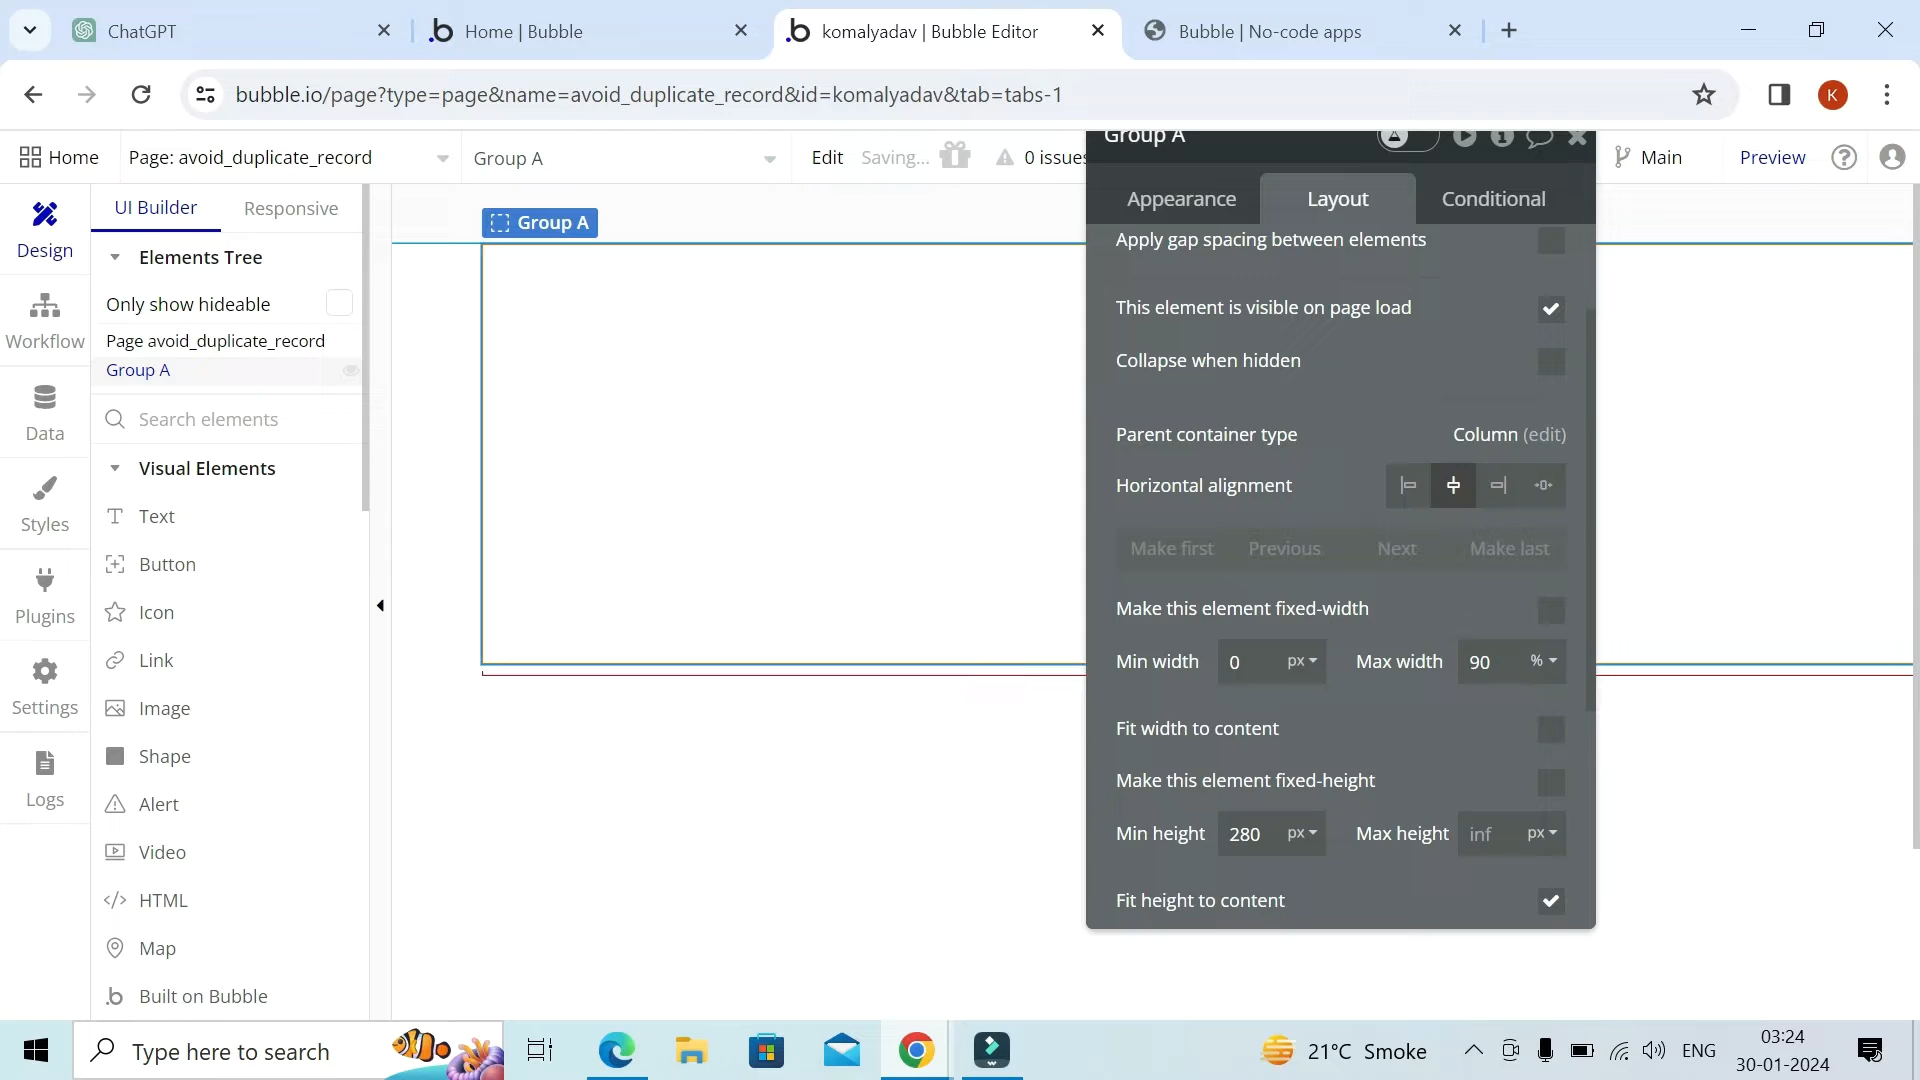 ChatGPT
Home | Bubble
komalyadav | Bubble Editor
Bubble | No-code apps
bubble.io/page?type=page&name=avoid_duplicate_record&id=komalyadav&tab=tabs-1
K
Home
Page: avoid_duplicate_record
Group A
Edit
Saving...
0 issues
Main
Preview
Design
Workflow
Data
Styles
Plugins
Settings
Logs
UI Builder
Responsive
Elements Tree
Only show hideable
Page avoid_duplicate_record
Group A
Search elements
Visual Elements
Text
Button
Icon
Link
Image
Shape
Alert
Video
HTML
Map
Built on Bubble
Group A
Group A
Appearance
Layout
Conditional
Apply gap spacing between elements
This element is visible on page load
Collapse when hidden
Parent container type
Column (edit)
Horizontal alignment
Make first
Previous
Next
Make last
Make this element fixed-width
Min width 0 px
Max width 90 %
Fit width to content
Make this element fixed-height
Min height 280 px
Max height inf px
Fit height to content
Type here to search
21°C Smoke
ENG
03:24
30-01-2024